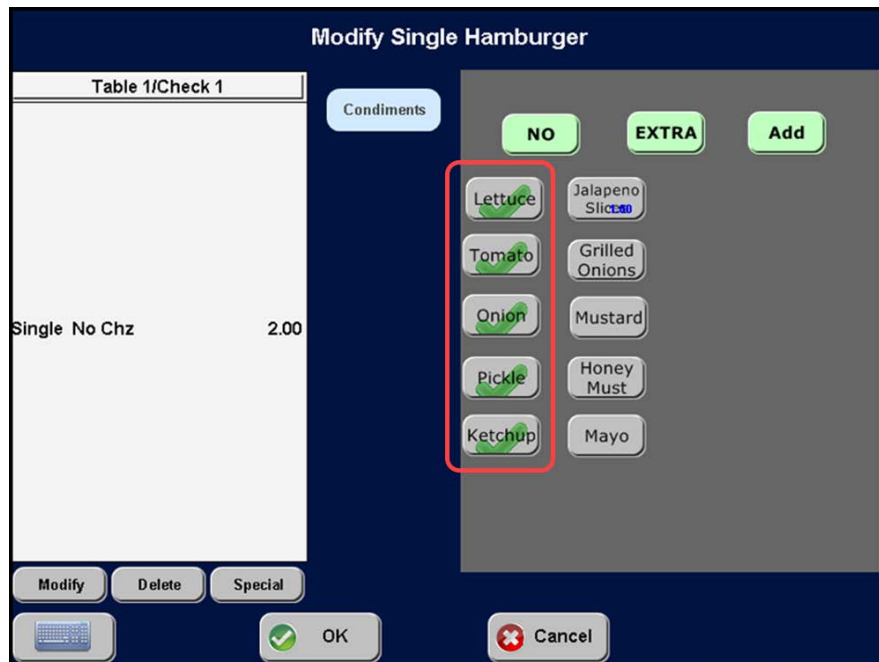 Modify Single Hamburger
Table 1/Check 1
Single No Chz 2.00
Condiments
NO EXTRA Add
Lettuce
Jalapeno
Slices
Tomato
Grilled
Onions
Onion
Mustard
Pickle
Honey
Must
Ketchup
Mayo
Modify Delete Special
OK Cancel